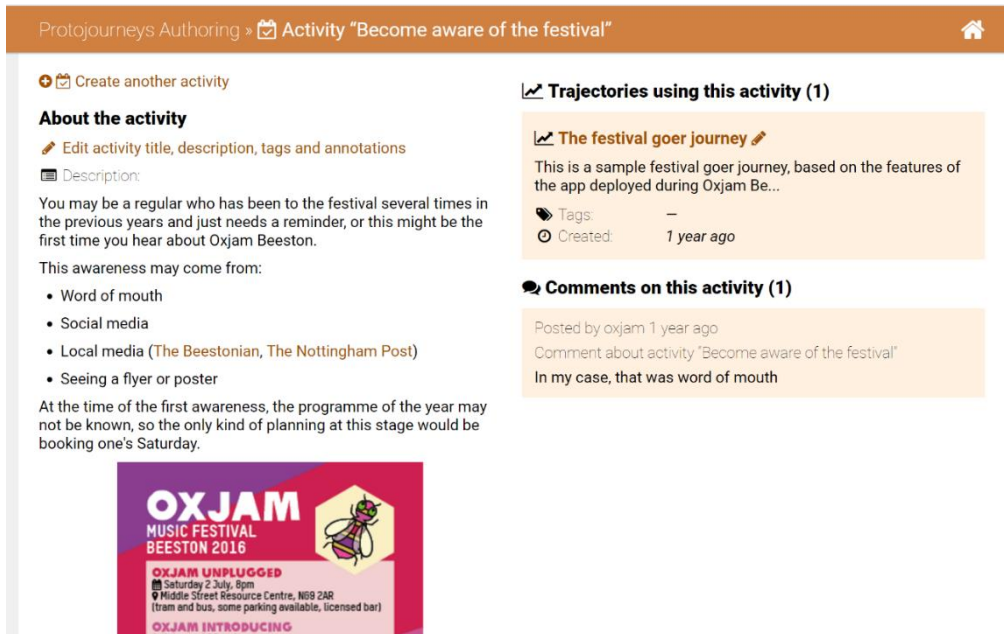 Protojourneys Authoring » Activity “Become aware of the festival”
Create another activity
About the activity
Edit activity title, description, tags and annotations
Description:
You may be a regular who has been to the festival several times in
the previous years and just needs a reminder, or this might be the
first time you hear about Oxjam Beeston.
This awareness may come from:
• Word of mouth
• Social media
• Local media (The Beestonian, The Nottingham Post)
• Seeing a flyer or poster
At the time of the first awareness, the programme of the year may
not be known, so the only kind of planning at this stage would be
booking one's Saturday.
OXJAM
MUSIC FESTIVAL
BEESTON 2016
OXJAM UNPLUGGED
Saturday 2 July, 8pm
Middle Street Resource Centre, NG9 2AR
(tram and bus, some parking available, licensed bar)
OXJAM INTRODUCING
Trajectories using this activity (1)
The festival goer journey
This is a sample festival goer journey, based on the features of
the app deployed during Oxjam Be...
Tags: –
Created: 1 year ago
Comments on this activity (1)
Posted by oxjam 1 year ago
Comment about activity “Become aware of the festival”
In my case, that was word of mouth